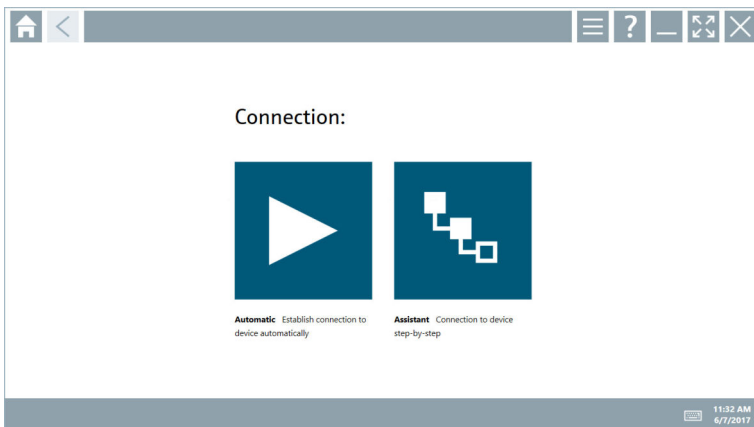 ?
Connection:
Automatic Establish connection to
device automatically
Assistant Connection to device
step-by-step
11:32 AM
6/7/2017